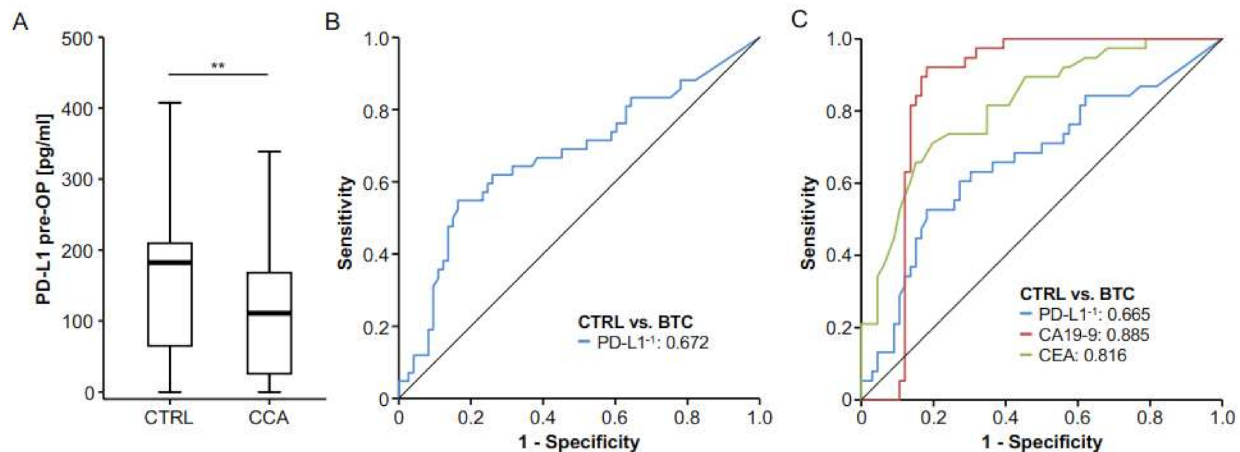 A
PD-L1 pre-OP [pg/ml]
500
400
300
200
100
0
**
CTRL
CCA
B
Sensitivity
1.0
0.8
0.6
0.4
0.2
0
0
0.2
0.4
0.6
0.8
1.0
1 - Specificity
CTRL vs. BTC
PD-L1⁻¹: 0.672
C
Sensitivity
1.0
0.8
0.6
0.4
0.2
0
0
0.2
0.4
0.6
0.8
1.0
1 - Specificity
CTRL vs. BTC
PD-L1⁻¹: 0.665
CA19-9: 0.885
CEA: 0.816